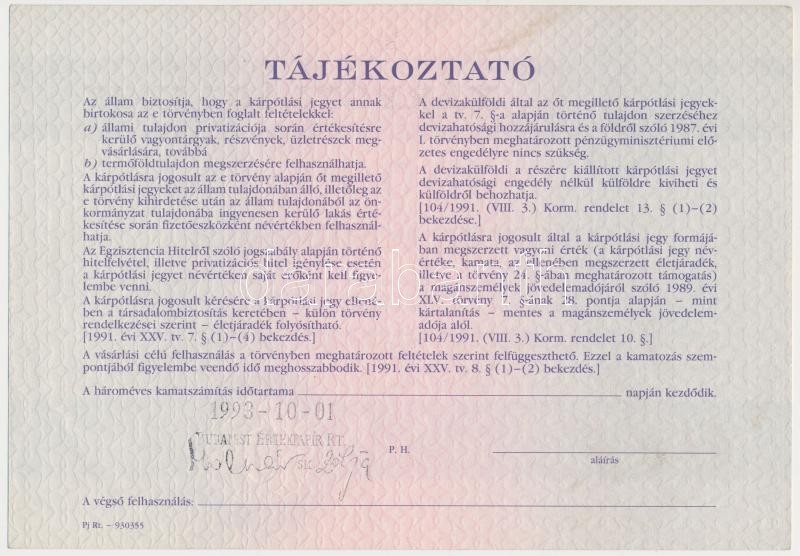 TÁJÉKOZTATÓ
Az állam biztosítja, hogy a kárpótlási jegyet annak
birtokosa az e törvényben foglalt feltételekkel:
a) állami tulajdon privatizációja során értékesítésre
kerülő vagyontárgyak, részvények, üzletrészek meg-
vásárlására, továbbá
b) termőföldtulajdon megszerzésére felhasználhatja.
A kárpótlásra jogosult az e törvény alapján őt megillető
kárpótlási jegyeket az állam tulajdonában álló, illetőleg az
e törvény kihirdetése után az állam tulajdonából az ön-
kormányzat tulajdonába ingyenesen kerülő lakás érté-
kesítése során fizetőeszközként névértékben felhasznál-
hatja.
Az Egzisztencia Hitelről szóló jogszabály alapján történő
hitelfelvétel, illetve privatizációs hitel igénylése esetén
a kárpótlási jegyet névértéken saját erőként kell figye-
lembe venni.
A kárpótlásra jogosult kérésére a kárpótlási jegy ellené-
ben a társadalombiztosítás keretében – külön törvény
rendelkezései szerint – életjáradék folyósítható.
[1991. évi XXV. tv. 7. § (1)–(4) bekezdés.]
A devizakülföldi által az őt megillető kárpótlási jegyek-
kel a tv. 7. §-a alapján történő tulajdon szerzéséhez
devizahatósági hozzájárulásra és a földről szóló 1987. évi
I. törvényben meghatározott pénzügyminisztériumi elő-
zetes engedélyre nincs szükség.
A devizakülföldi a részére kiállított kárpótlási jegyet
devizahatósági engedély nélkül külföldre kiviheti és
külföldről behozhatja.
[104/1991. (VIII. 3.) Korm. rendelet 13. § (1)–(2)
bekezdése.]
A kárpótlásra jogosult által a kárpótlási jegy formájá-
ban megszerzett vagyoni érték (a kárpótlási jegy név-
értéke, kamata, az ellenében megszerzett életjáradék,
illetve a törvény 21. §-ában meghatározott támogatás)
a magánszemélyek jövedelemadójáról szóló 1989. évi
XLV. törvény 7. §-ának 28. pontja alapján – mint
kártalanítás – mentes a magánszemélyek jövedelem-
adója alól.
[104/1991. (VIII. 3.) Korm. rendelet 10. §.]
A vásárlási célú felhasználás a törvényben meghatározott feltételek szerint felfüggeszthető. Ezzel a kamatozás szem-
pontjából figyelembe veendő idő meghosszabbodik. [1991. évi XXV. tv. 8. § (1)–(2) bekezdés.]
A hároméves kamatszámítás időtartama napján kezdődik.
1993-10-01
BUDAPEST ÉRTÉKPAPÍR RT.
P. H.
aláírás
A végső felhasználás:
Pj Rt. – 930355